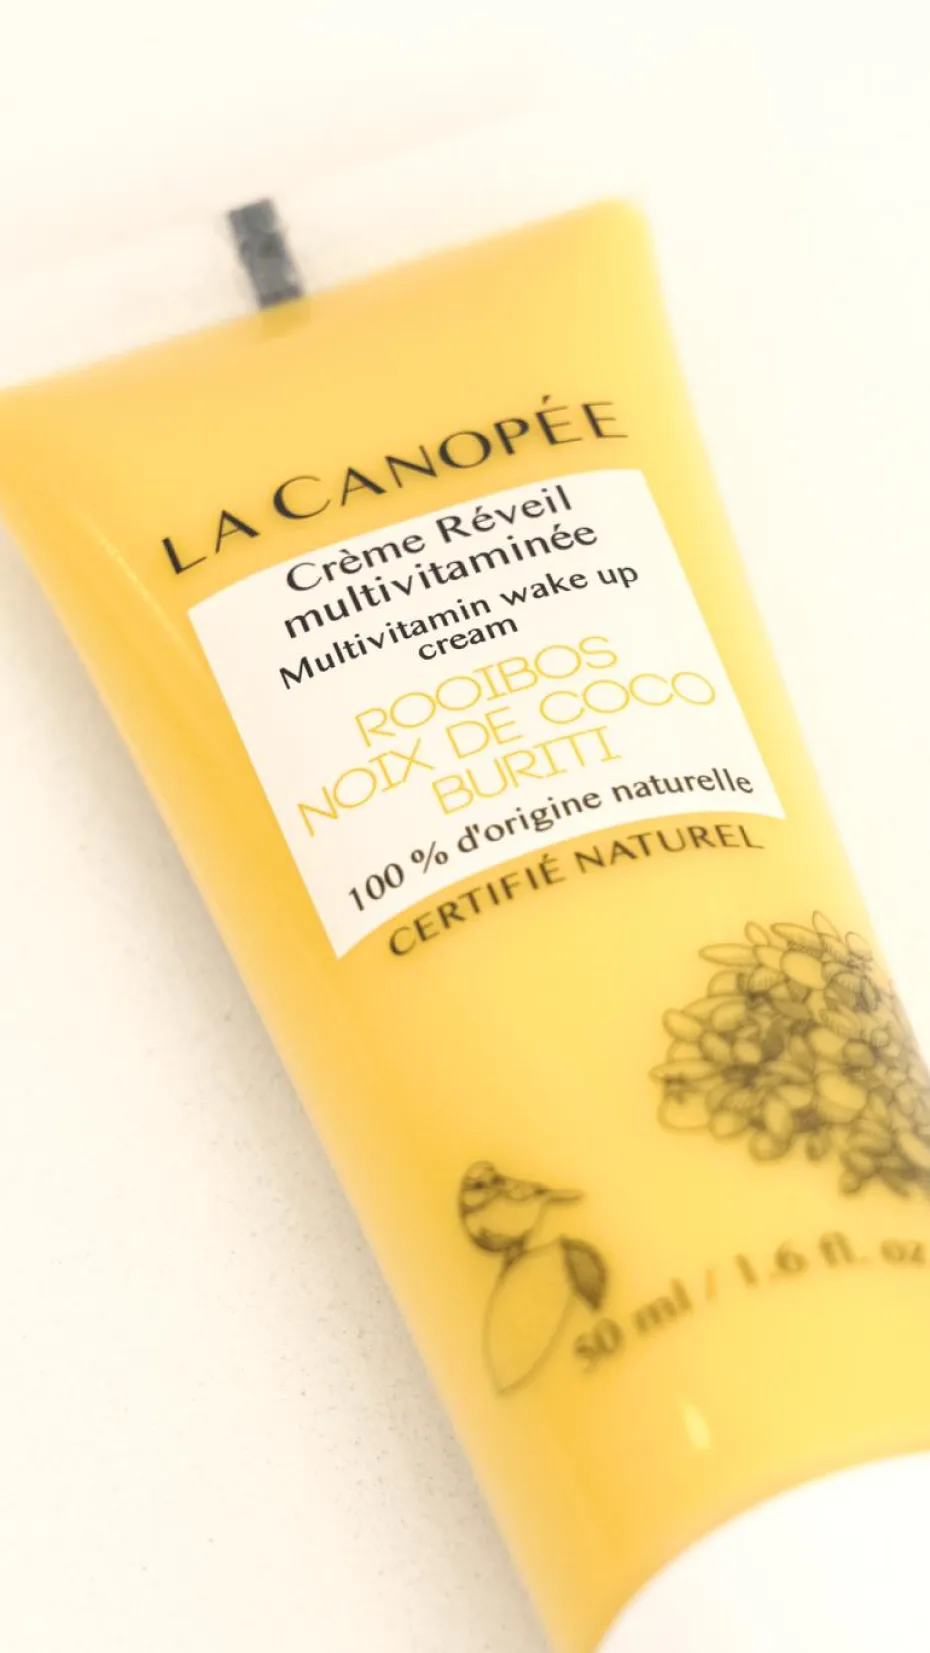 LA CANOPÉE
Crème Réveil
multivitaminée
Multivitamin wake up
cream
ROOIBOS
NOIX DE COCO
BURITI
100 % d'origine naturelle
CERTIFIÉ NATUREL
50 ml / 1.6 fl. oz